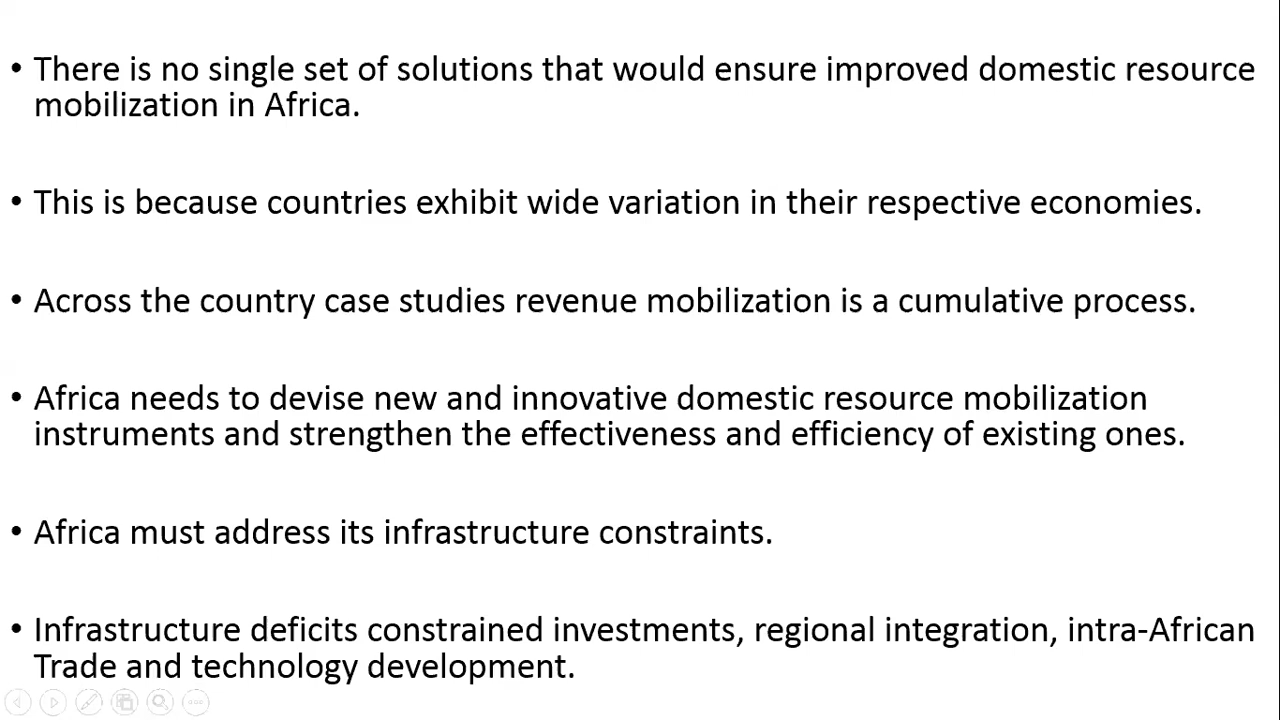 • There is no single set of solutions that would ensure improved domestic resource
mobilization in Africa.
• This is because countries exhibit wide variation in their respective economies.
• Across the country case studies revenue mobilization is a cumulative process.
• Africa needs to devise new and innovative domestic resource mobilization
instruments and strengthen the effectiveness and efficiency of existing ones.
• Africa must address its infrastructure constraints.
• Infrastructure deficits constrained investments, regional integration, intra-African
Trade and technology development.